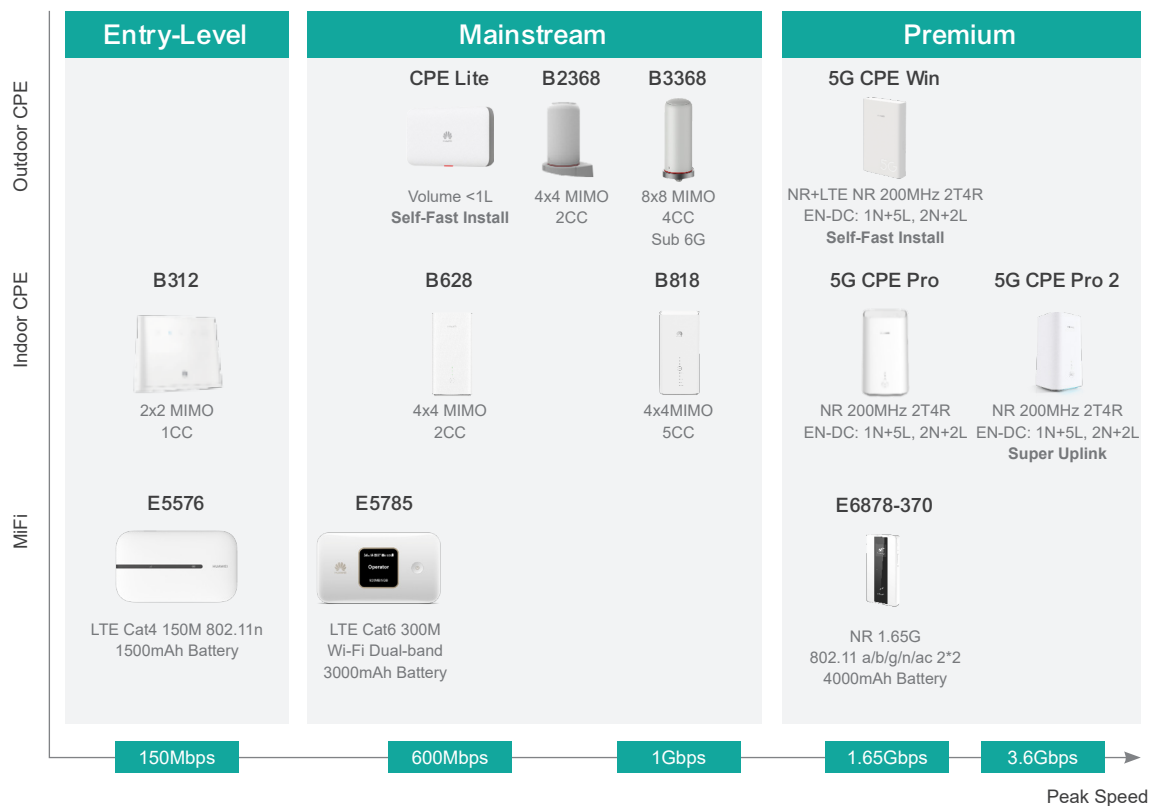 Entry-Level
Mainstream
Premium
Outdoor CPE
CPE Lite
B2368
B3368
5G CPE Win
Volume <1L
Self-Fast Install
4x4 MIMO
2CC
8x8 MIMO
4CC
Sub 6G
NR+LTE NR 200MHz 2T4R
EN-DC: 1N+5L, 2N+2L
Self-Fast Install
Indoor CPE
B312
B628
B818
5G CPE Pro
5G CPE Pro 2
2x2 MIMO
1CC
4x4 MIMO
2CC
4x4MIMO
5CC
NR 200MHz 2T4R
EN-DC: 1N+5L, 2N+2L
NR 200MHz 2T4R
EN-DC: 1N+5L, 2N+2L
Super Uplink
MiFi
E5576
E5785
E6878-370
Operator
LTE Cat4 150M 802.11n
1500mAh Battery
LTE Cat6 300M
Wi-Fi Dual-band
3000mAh Battery
NR 1.65G
802.11 a/b/g/n/ac 2*2
4000mAh Battery
150Mbps
600Mbps
1Gbps
1.65Gbps
3.6Gbps
Peak Speed